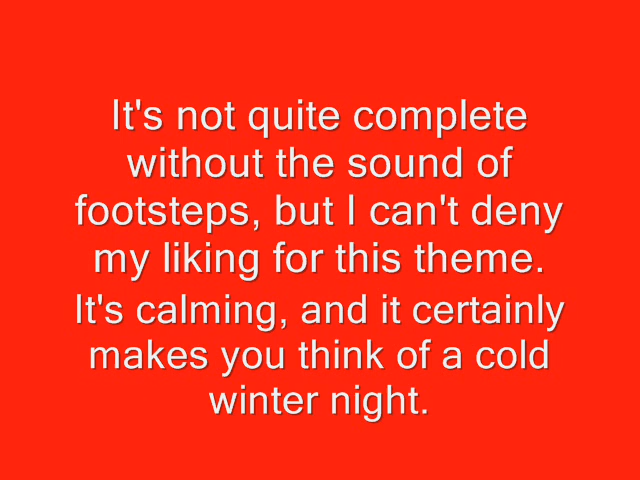 It's not quite complete
without the sound of
footsteps, but I can't deny
my liking for this theme.
It's calming, and it certainly
makes you think of a cold
winter night.